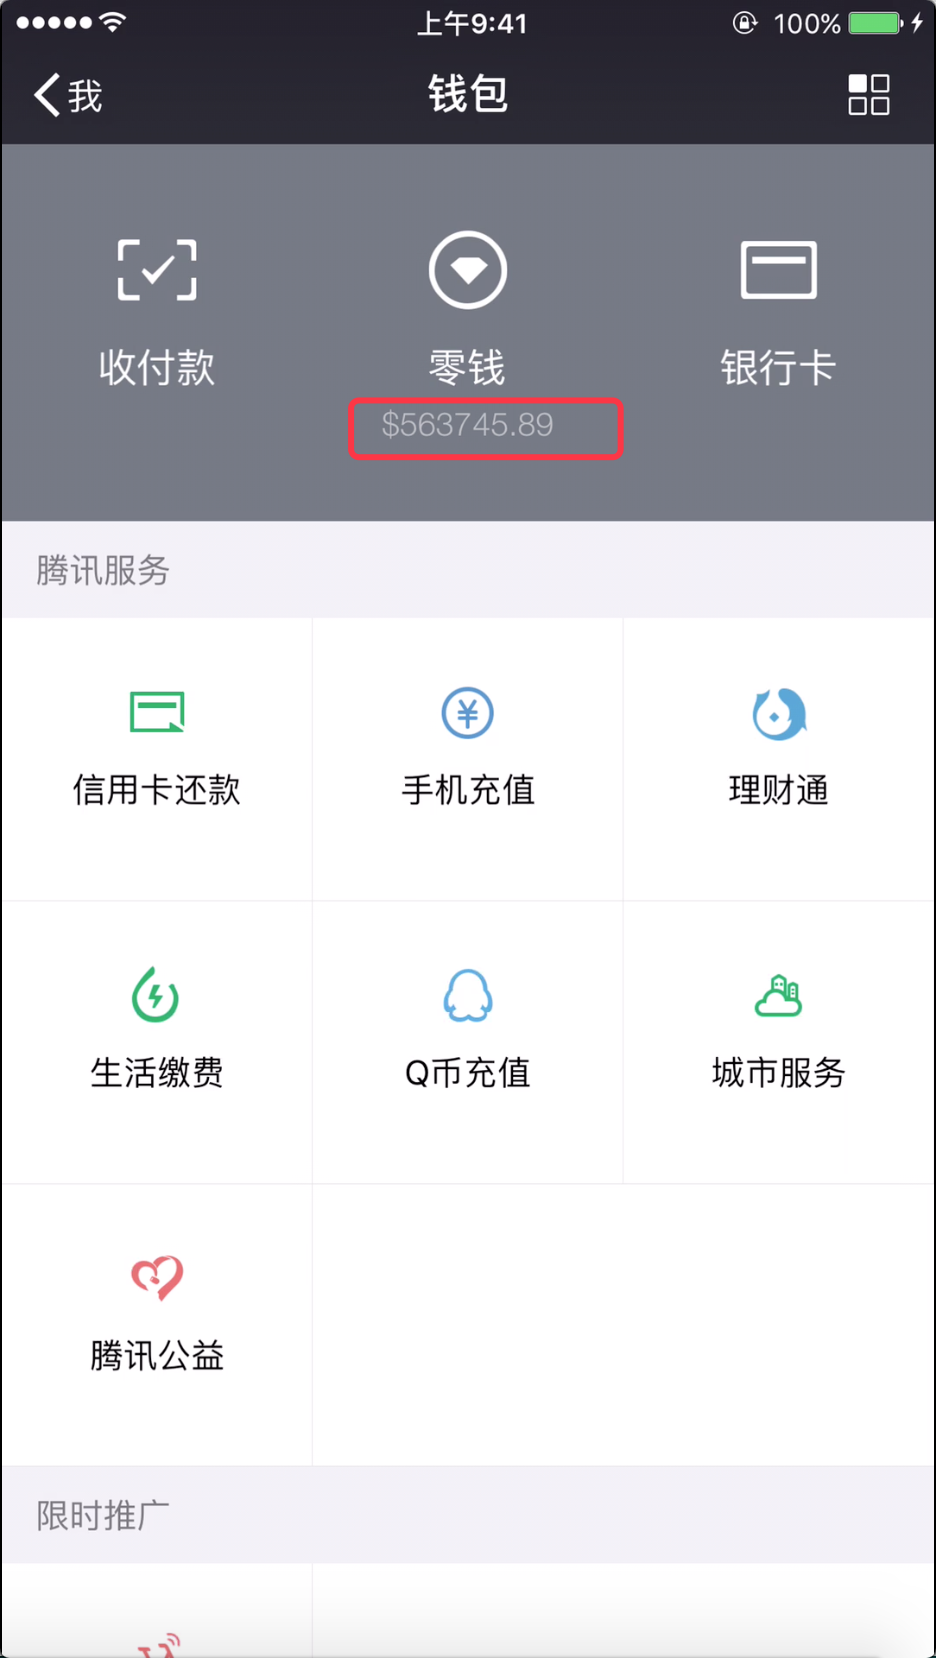 上午9:41
100%
我
钱包
收付款
零钱
银行卡
$563745.89
腾讯服务
信用卡还款
手机充值
理财通
生活缴费
Q币充值
城市服务
腾讯公益
限时推广